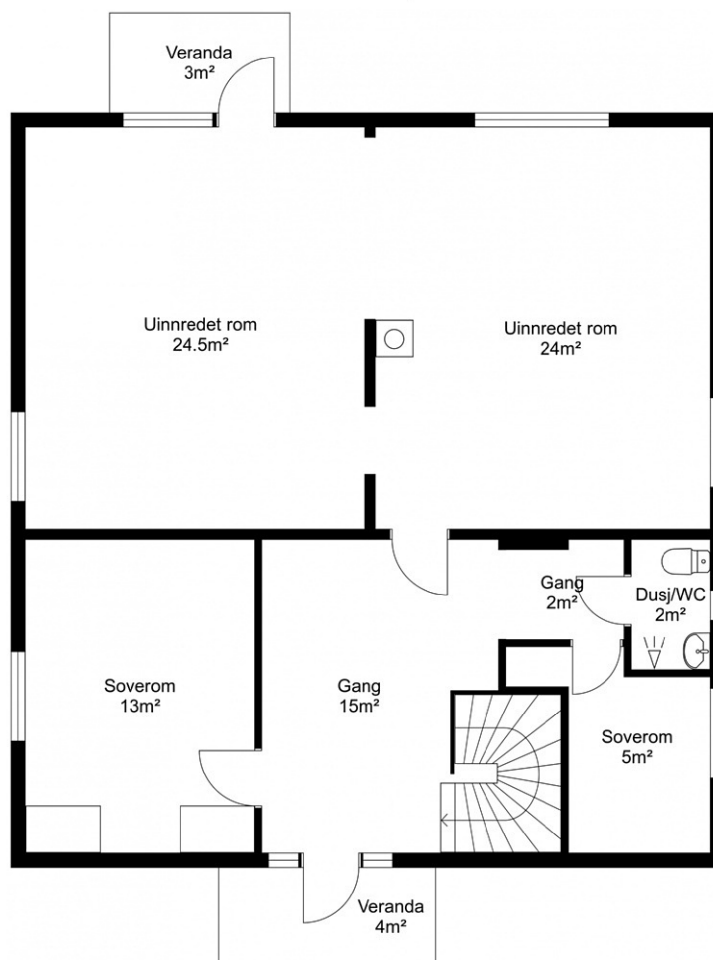 Veranda
3m²
Uinnredet rom
24.5m²
Uinnredet rom
24m²
Gang
2m²
Dusj/WC
2m²
Soverom
13m²
Gang
15m²
Soverom
5m²
Veranda
4m²